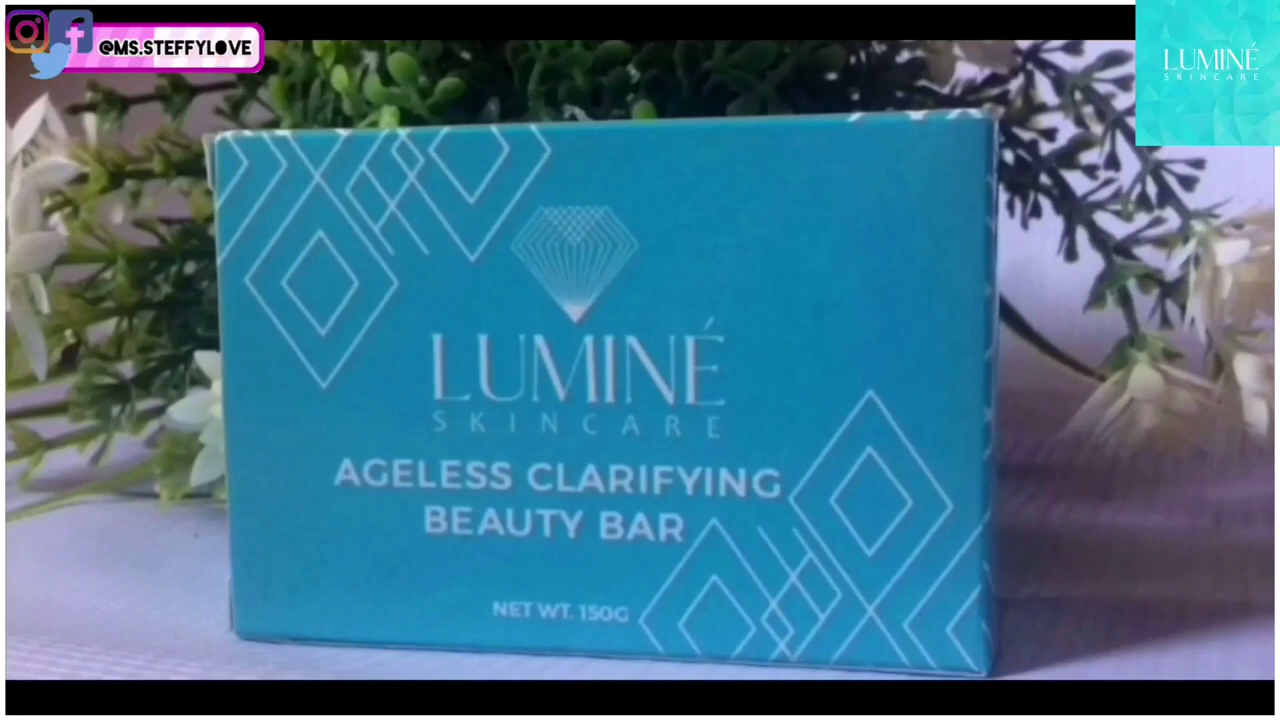 @MS.STEFFYLOVE
LUMINÉ
SKINCARE
LUMINÉ
SKINCARE
AGELESS CLARIFYING
BEAUTY BAR
NET WT. 150G